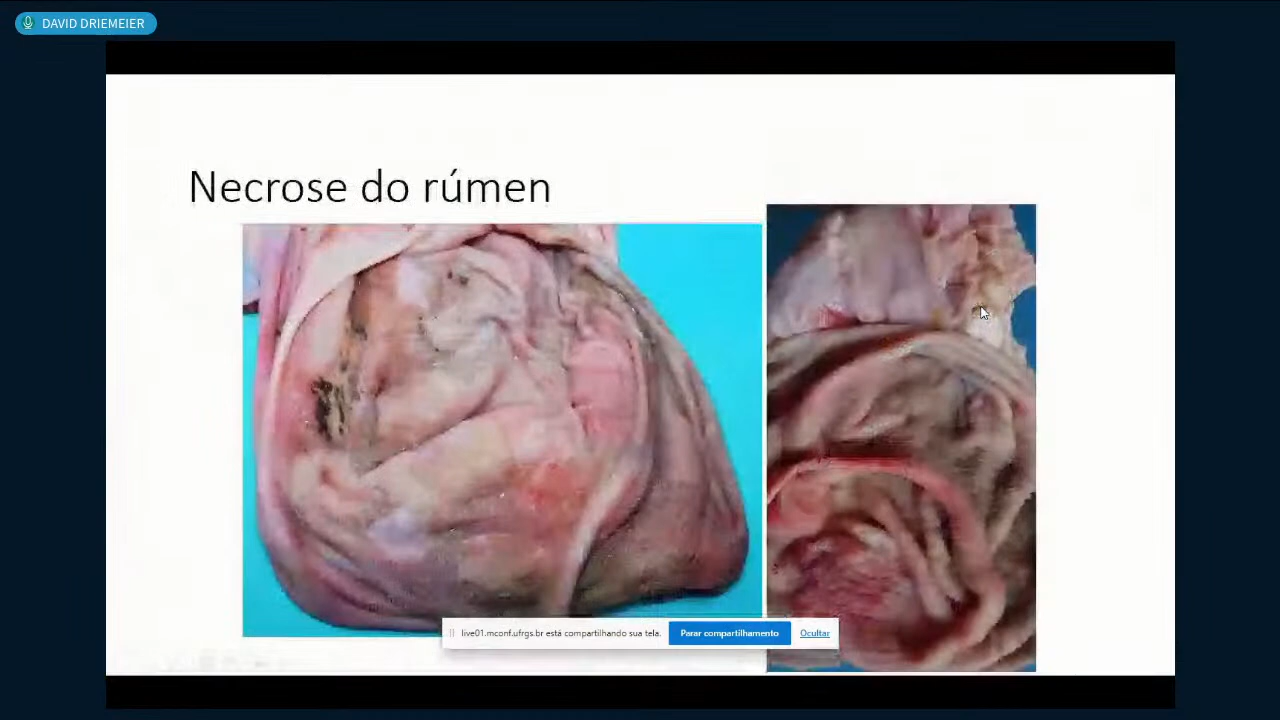 DAVID DRIEMEIER
Necrose do rúmen
live01.mconf.ufrgs.br está compartilhando sua tela.
Parar compartilhamento
Ocultar